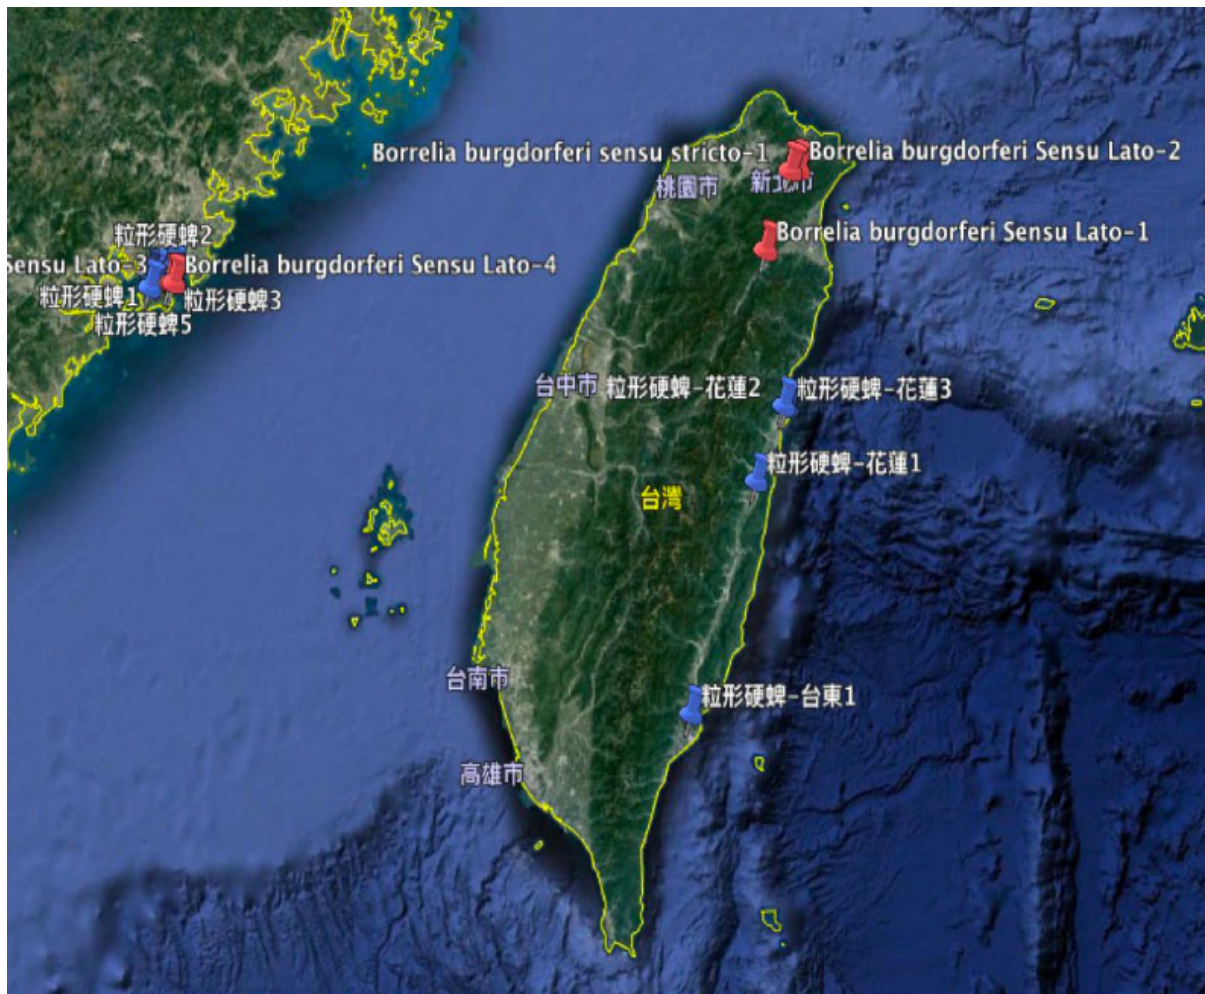 Borrelia burgdorferi sensu stricto-1
Borrelia burgdorferi Sensu Lato-2
桃園市
新北市
Borrelia burgdorferi Sensu Lato-1
粒形硬蜱2
Sensu Lato-3
Borrelia burgdorferi Sensu Lato-4
粒形硬蜱1
粒形硬蜱3
粒形硬蜱5
台中市
粒形硬蜱-花蓮2
粒形硬蜱-花蓮3
粒形硬蜱-花蓮1
台灣
台南市
粒形硬蜱-台東1
高雄市